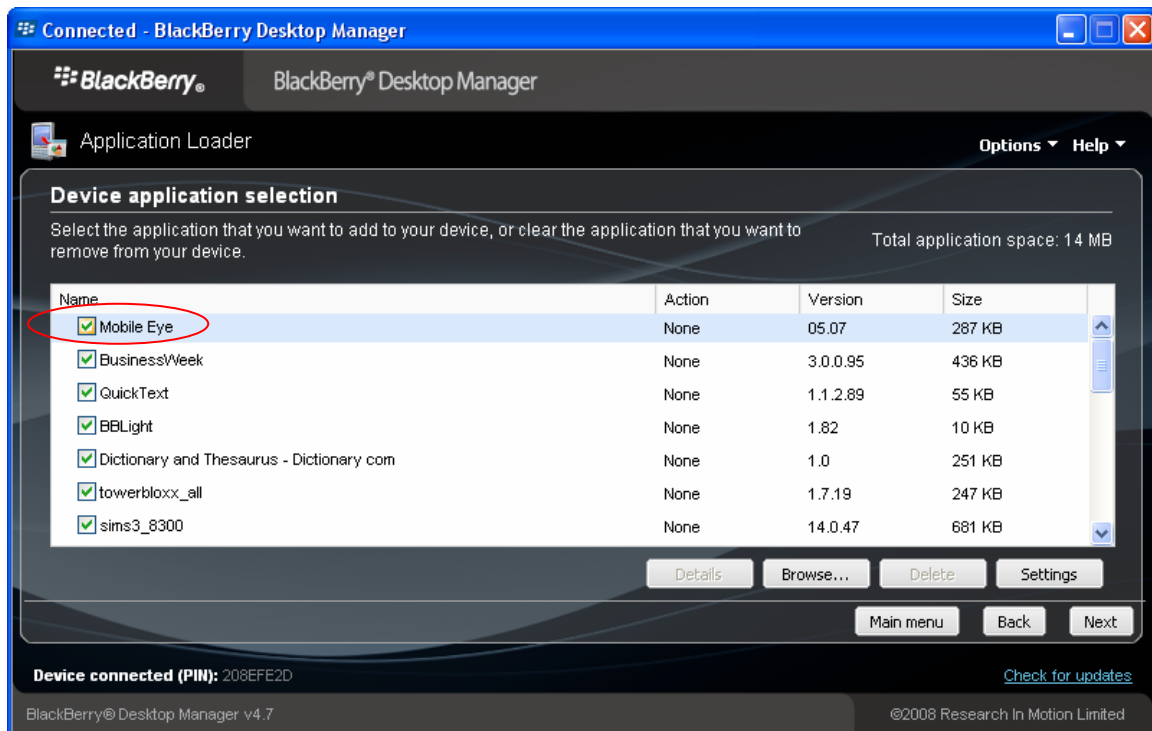 Connected - BlackBerry Desktop Manager
BlackBerry® BlackBerry® Desktop Manager
Application Loader Options Help
Device application selection
Select the application that you want to add to your device, or clear the application that you want to
remove from your device.
Total application space: 14 MB
Name Action Version Size
Mobile Eye None 05.07 287 KB
BusinessWeek None 3.0.0.95 436 KB
QuickText None 1.1.2.89 55 KB
BBLight None 1.82 10 KB
Dictionary and Thesaurus - Dictionary com None 1.0 251 KB
towerbloxx_all None 1.7.19 247 KB
sims3_8300 None 14.0.47 681 KB
Details Browse... Delete Settings
Main menu Back Next
Device connected (PIN): 208EFE2D Check for updates
BlackBerry® Desktop Manager v4.7 ©2008 Research In Motion Limited